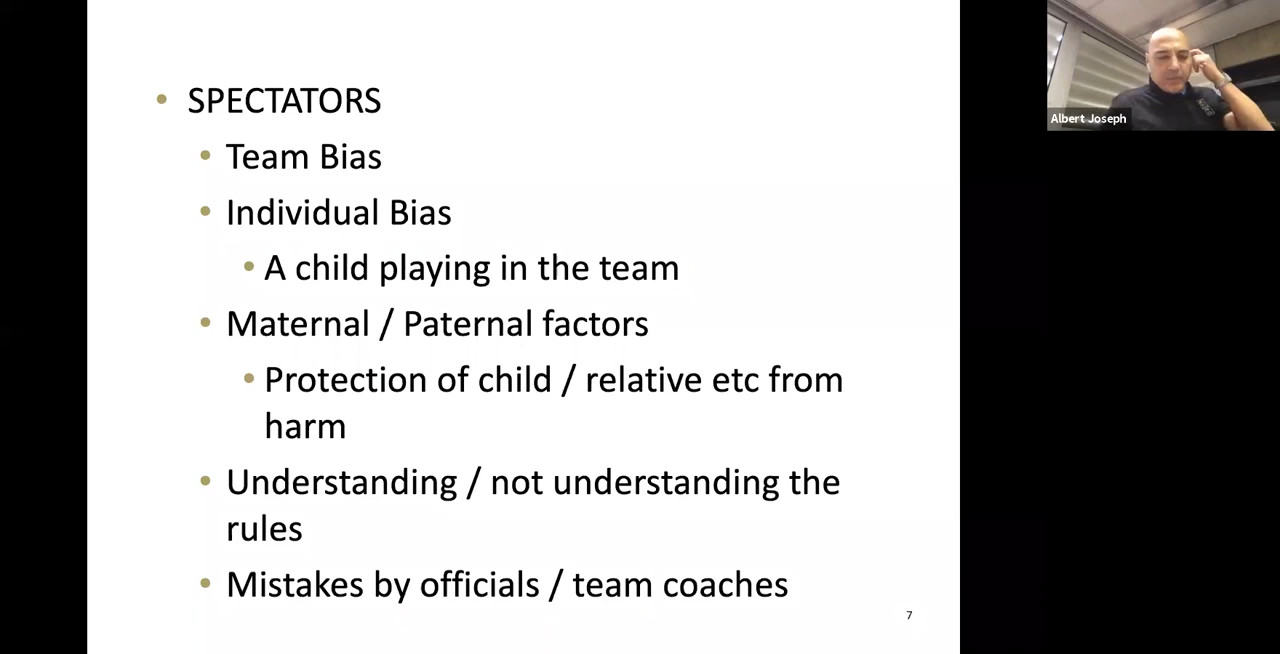 • SPECTATORS
• Team Bias
• Individual Bias
• A child playing in the team
• Maternal / Paternal factors
• Protection of child / relative etc from
harm
• Understanding / not understanding the
rules
• Mistakes by officials / team coaches
7
Albert Joseph